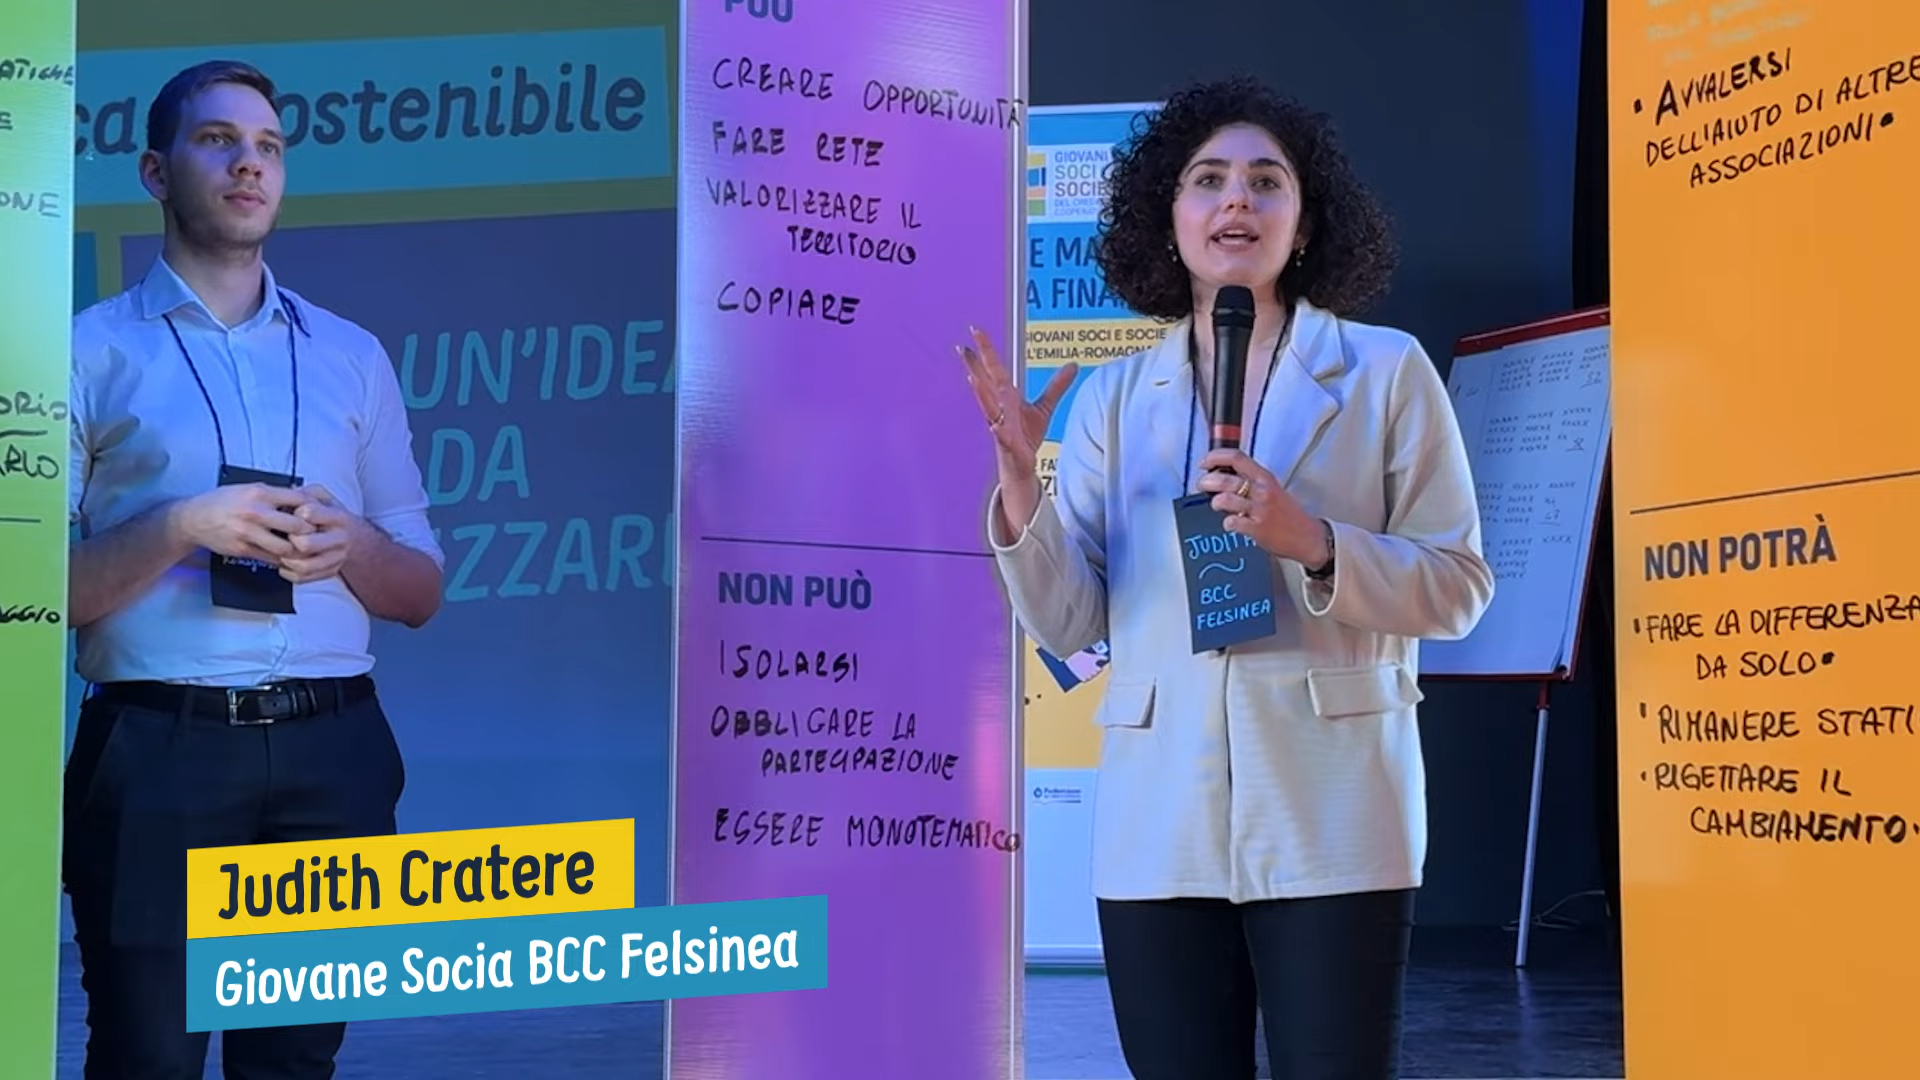 ostenibile
UN'IDEA
DA
PUÒ
CREARE OPPORTUNITÀ
FARE RETE
VALORIZZARE IL
TERRITORIO
COPIARE
NON PUÒ
ISOLARSI
OBBLIGARE LA
PARTECIPAZIONE
ESSERE MONOTEMATICO
GIOVANI
SOCI
SOCIE
E MA
A FINA
GIOVANI SOCI E SOCIE
L'EMILIA-ROMAGNA
JUDITH
BCC
FELSINEA
• AVVALERSI
DELL'AIUTO DI ALTRE
ASSOCIAZIONI•
NON POTRÀ
• FARE LA DIFFERENZA
DA SOLO•
• RIMANERE STATI
• RIGETTARE IL
CAMBIAMENTO.
Judith Cratere
Giovane Socia BCC Felsinea